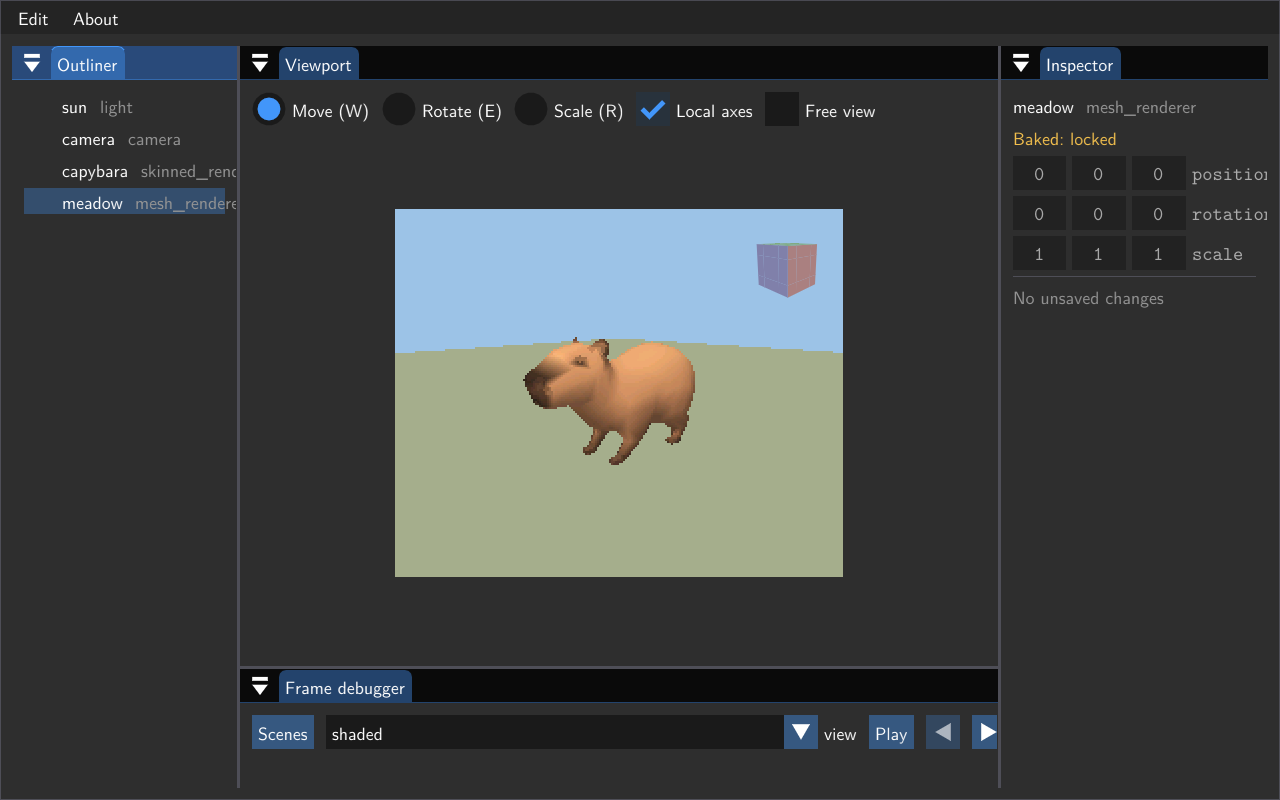 Edit About
Outliner
sun light
camera camera
capybara skinned_rend
meadow mesh_rendere
Viewport
Move (W) Rotate (E) Scale (R) Local axes Free view
Inspector
meadow mesh_renderer
Baked: locked
0 0 0 position
0 0 0 rotation
1 1 1 scale
No unsaved changes
Frame debugger
Scenes shaded view Play